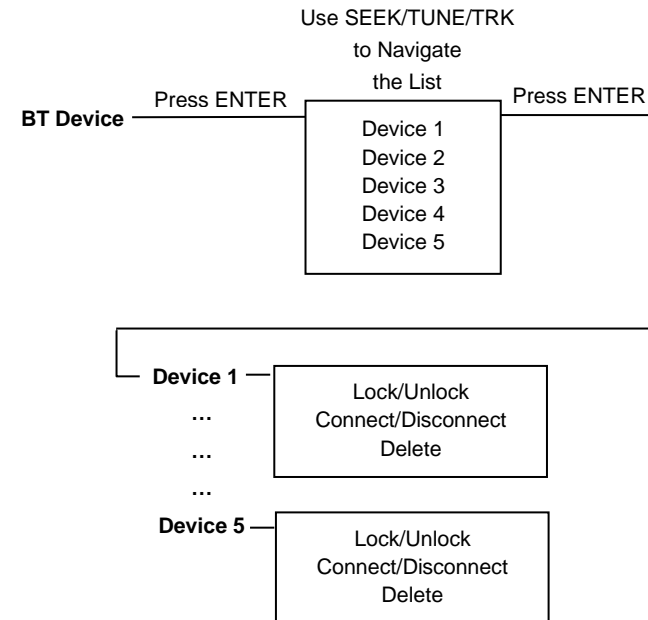 Use SEEK/TUNE/TRK
to Navigate
the List
Press ENTER
Press ENTER
BT Device
Device 1
Device 2
Device 3
Device 4
Device 5
Device 1
Lock/Unlock
Connect/Disconnect
Delete
...
...
...
Device 5
Lock/Unlock
Connect/Disconnect
Delete